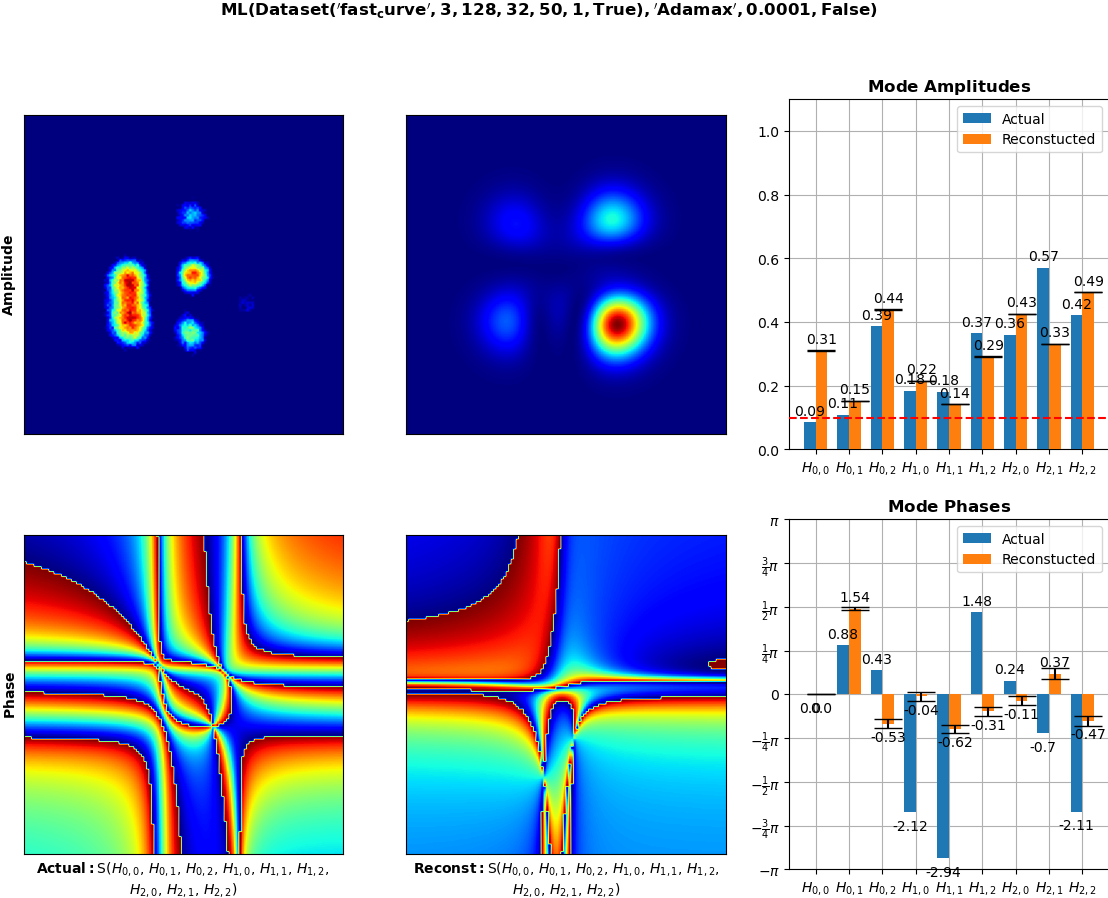 ML(Dataset('fast_curve', 3, 128, 32, 50, 1, True), 'Adamax', 0.0001, False)
Amplitude
Mode Amplitudes
Actual
Reconstucted
1.0
0.8
0.6
0.4
0.2
0.0
0.09
0.31
0.11
0.15
0.39
0.44
0.18
0.22
0.18
0.14
0.37
0.29
0.36
0.43
0.57
0.33
0.42
0.49
H0,0 H0,1 H0,2 H1,0 H1,1 H1,2 H2,0 H2,1 H2,2
Phase
Actual: S(H0,0, H0,1, H0,2, H1,0, H1,1, H1,2,
H2,0, H2,1, H2,2)
Reconst: S(H0,0, H0,1, H0,2, H1,0, H1,1, H1,2,
H2,0, H2,1, H2,2)
Mode Phases
Actual
Reconstucted
π
3/4π
1/2π
1/4π
0
−1/4π
−1/2π
−3/4π
−π
0.0
0.0
0.88
1.54
0.43
-0.53
-2.12
-0.04
-2.94
-0.62
1.48
-0.31
0.24
-0.11
-0.7
0.37
-2.11
-0.47
H0,0 H0,1 H0,2 H1,0 H1,1 H1,2 H2,0 H2,1 H2,2